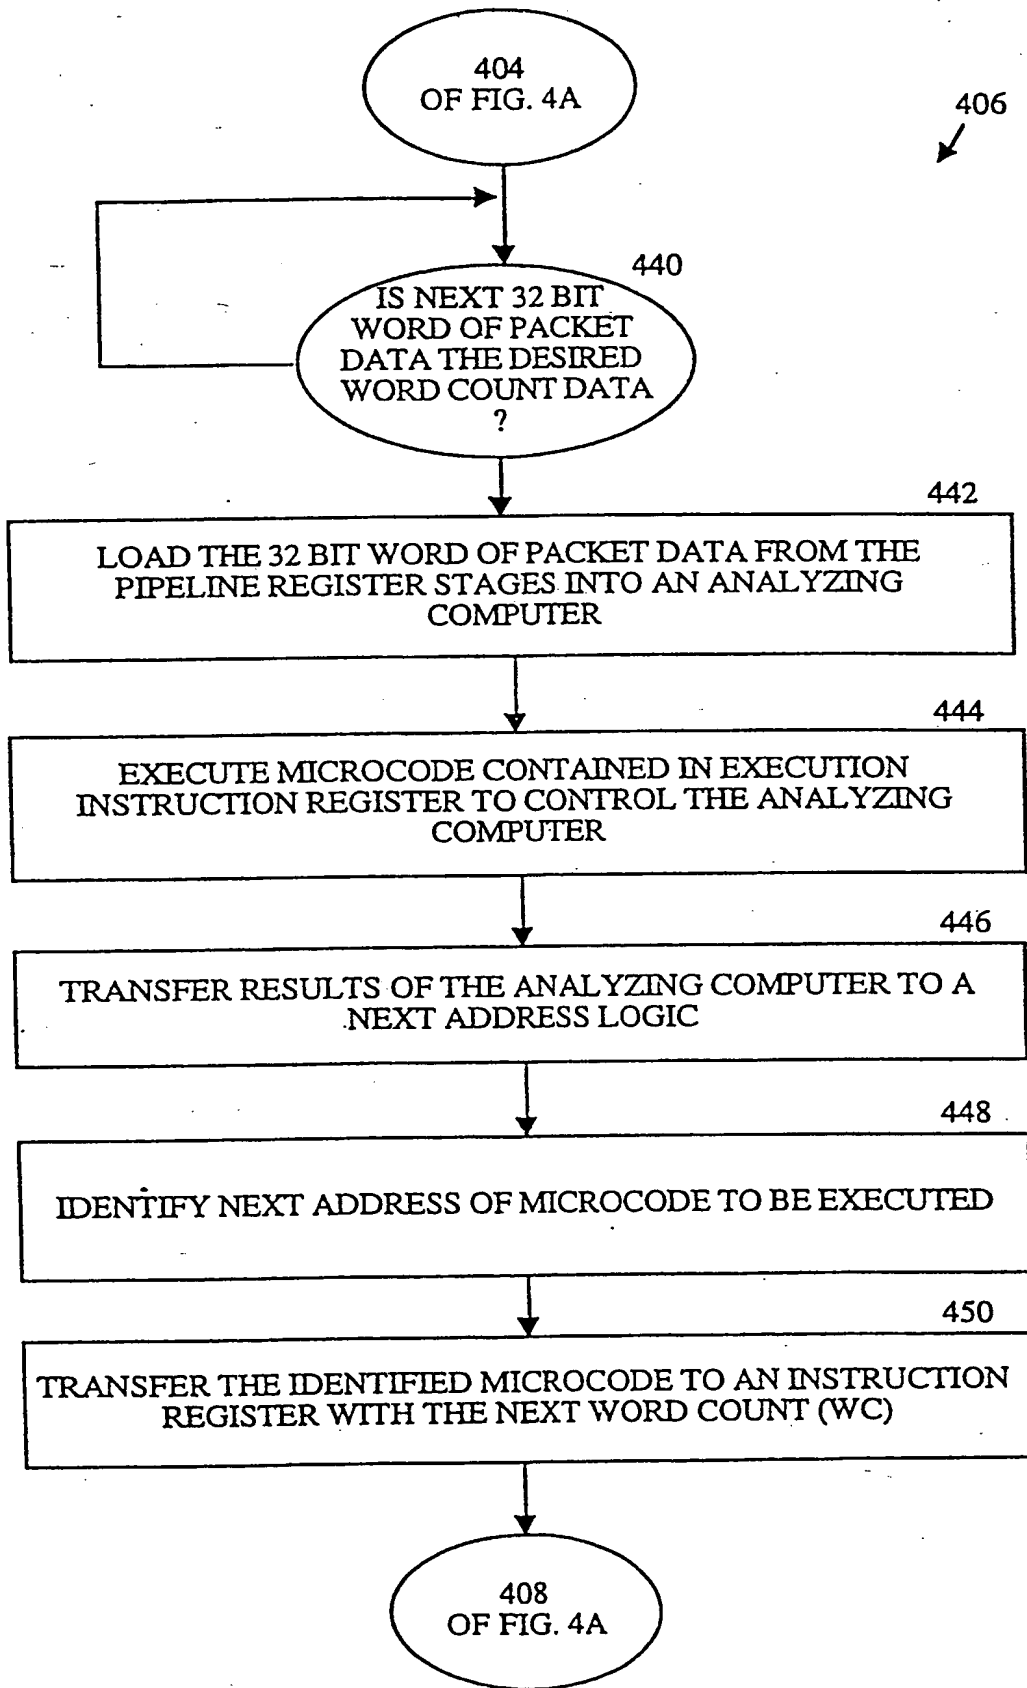 404
OF FIG. 4A
406
440
IS NEXT 32 BIT
WORD OF PACKET
DATA THE DESIRED
WORD COUNT DATA
?
442
LOAD THE 32 BIT WORD OF PACKET DATA FROM THE
PIPELINE REGISTER STAGES INTO AN ANALYZING
COMPUTER
444
EXECUTE MICROCODE CONTAINED IN EXECUTION
INSTRUCTION REGISTER TO CONTROL THE ANALYZING
COMPUTER
446
TRANSFER RESULTS OF THE ANALYZING COMPUTER TO A
NEXT ADDRESS LOGIC
448
IDENTIFY NEXT ADDRESS OF MICROCODE TO BE EXECUTED
450
TRANSFER THE IDENTIFIED MICROCODE TO AN INSTRUCTION
REGISTER WITH THE NEXT WORD COUNT (WC)
408
OF FIG. 4A